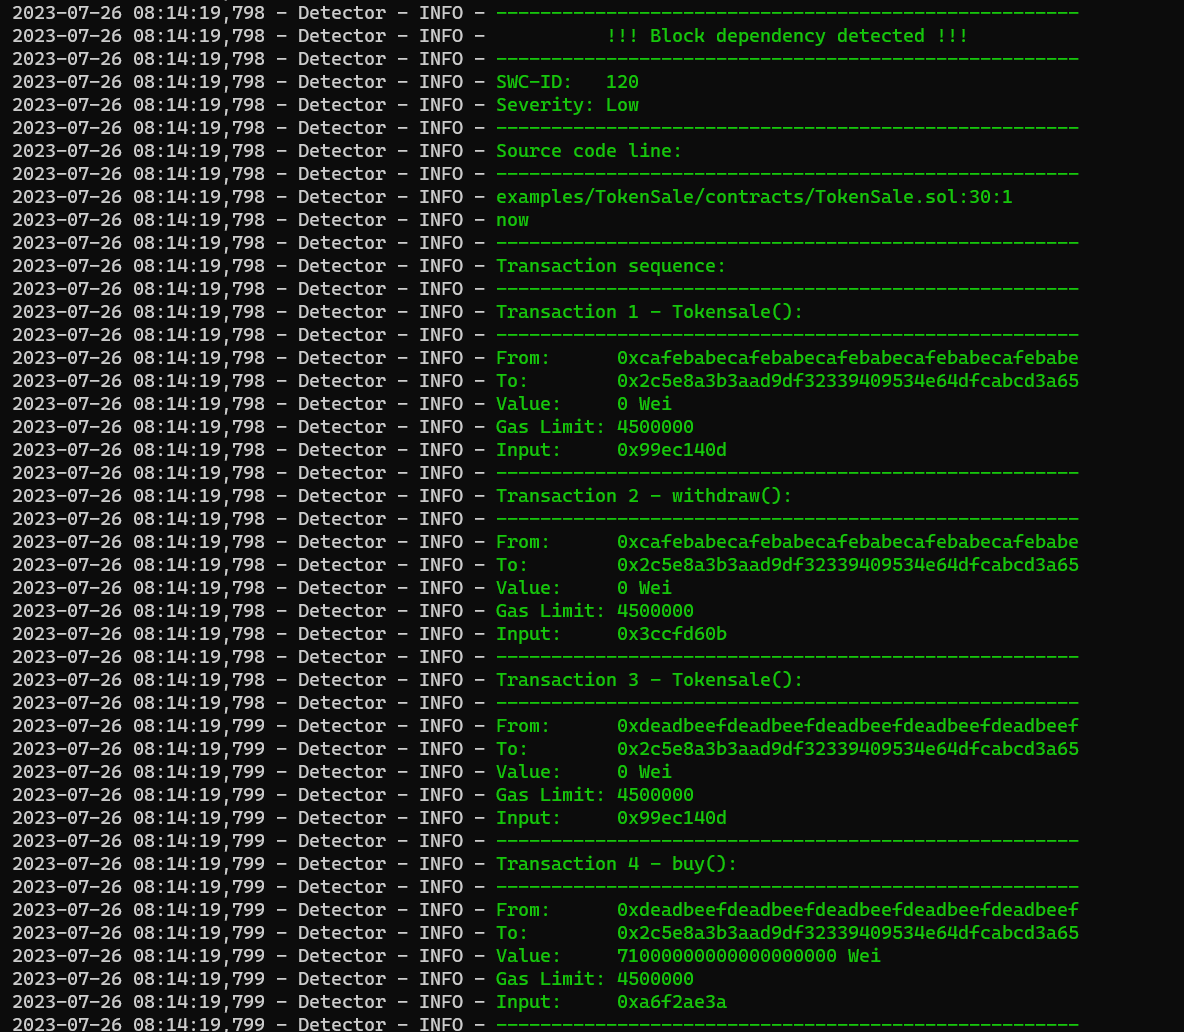 2023-07-26 08:14:19,798 - Detector - INFO - -----------------------------------------------------
2023-07-26 08:14:19,798 - Detector - INFO -           !!! Block dependency detected !!!
2023-07-26 08:14:19,798 - Detector - INFO - -----------------------------------------------------
2023-07-26 08:14:19,798 - Detector - INFO - SWC-ID:   120
2023-07-26 08:14:19,798 - Detector - INFO - Severity: Low
2023-07-26 08:14:19,798 - Detector - INFO - -----------------------------------------------------
2023-07-26 08:14:19,798 - Detector - INFO - Source code line:
2023-07-26 08:14:19,798 - Detector - INFO - -----------------------------------------------------
2023-07-26 08:14:19,798 - Detector - INFO - examples/TokenSale/contracts/TokenSale.sol:30:1
2023-07-26 08:14:19,798 - Detector - INFO - now
2023-07-26 08:14:19,798 - Detector - INFO - -----------------------------------------------------
2023-07-26 08:14:19,798 - Detector - INFO - Transaction sequence:
2023-07-26 08:14:19,798 - Detector - INFO - -----------------------------------------------------
2023-07-26 08:14:19,798 - Detector - INFO - Transaction 1 - Tokensale():
2023-07-26 08:14:19,798 - Detector - INFO - -----------------------------------------------------
2023-07-26 08:14:19,798 - Detector - INFO - From:      0xcafebabecafebabecafebabecafebabecafebabe
2023-07-26 08:14:19,798 - Detector - INFO - To:        0x2c5e8a3b3aad9df32339409534e64dfcabcd3a65
2023-07-26 08:14:19,798 - Detector - INFO - Value:     0 Wei
2023-07-26 08:14:19,798 - Detector - INFO - Gas Limit: 4500000
2023-07-26 08:14:19,798 - Detector - INFO - Input:     0x99ec140d
2023-07-26 08:14:19,798 - Detector - INFO - -----------------------------------------------------
2023-07-26 08:14:19,798 - Detector - INFO - Transaction 2 - withdraw():
2023-07-26 08:14:19,798 - Detector - INFO - -----------------------------------------------------
2023-07-26 08:14:19,798 - Detector - INFO - From:      0xcafebabecafebabecafebabecafebabecafebabe
2023-07-26 08:14:19,798 - Detector - INFO - To:        0x2c5e8a3b3aad9df32339409534e64dfcabcd3a65
2023-07-26 08:14:19,798 - Detector - INFO - Value:     0 Wei
2023-07-26 08:14:19,798 - Detector - INFO - Gas Limit: 4500000
2023-07-26 08:14:19,798 - Detector - INFO - Input:     0x3ccfd60b
2023-07-26 08:14:19,798 - Detector - INFO - -----------------------------------------------------
2023-07-26 08:14:19,798 - Detector - INFO - Transaction 3 - Tokensale():
2023-07-26 08:14:19,798 - Detector - INFO - -----------------------------------------------------
2023-07-26 08:14:19,799 - Detector - INFO - From:      0xdeadbeefdeadbeefdeadbeefdeadbeefdeadbeef
2023-07-26 08:14:19,799 - Detector - INFO - To:        0x2c5e8a3b3aad9df32339409534e64dfcabcd3a65
2023-07-26 08:14:19,799 - Detector - INFO - Value:     0 Wei
2023-07-26 08:14:19,799 - Detector - INFO - Gas Limit: 4500000
2023-07-26 08:14:19,799 - Detector - INFO - Input:     0x99ec140d
2023-07-26 08:14:19,799 - Detector - INFO - -----------------------------------------------------
2023-07-26 08:14:19,799 - Detector - INFO - Transaction 4 - buy():
2023-07-26 08:14:19,799 - Detector - INFO - -----------------------------------------------------
2023-07-26 08:14:19,799 - Detector - INFO - From:      0xdeadbeefdeadbeefdeadbeefdeadbeefdeadbeef
2023-07-26 08:14:19,799 - Detector - INFO - To:        0x2c5e8a3b3aad9df32339409534e64dfcabcd3a65
2023-07-26 08:14:19,799 - Detector - INFO - Value:     71000000000000000000 Wei
2023-07-26 08:14:19,799 - Detector - INFO - Gas Limit: 4500000
2023-07-26 08:14:19,799 - Detector - INFO - Input:     0xa6f2ae3a
2023-07-26 08:14:19,799 - Detector - INFO - -----------------------------------------------------